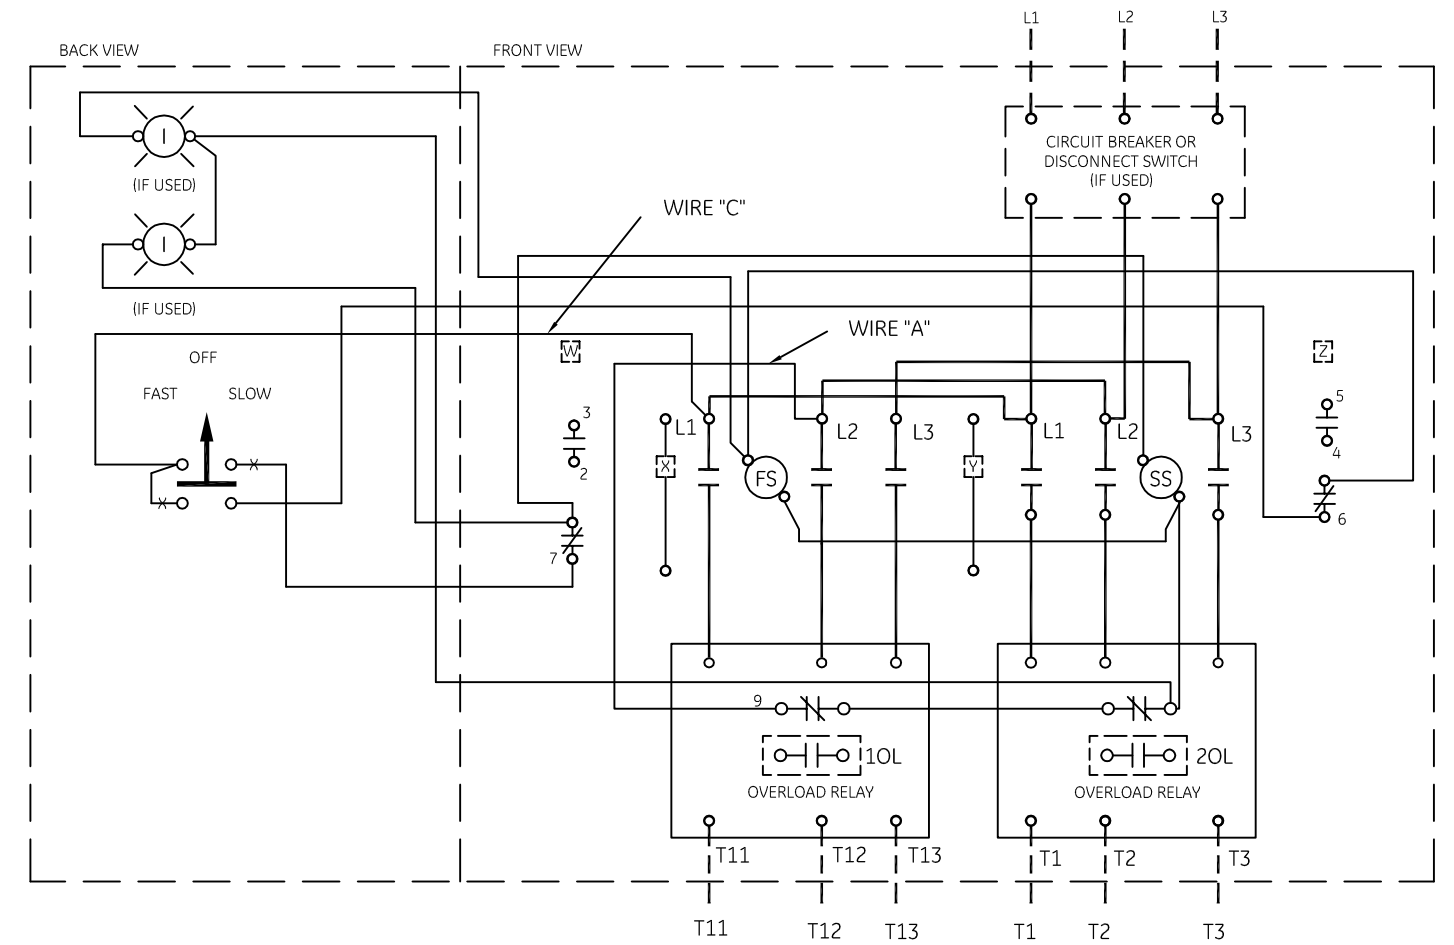 L1 L2 L3
BACK VIEW FRONT VIEW
I
CIRCUIT BREAKER OR
DISCONNECT SWITCH
(IF USED)
(IF USED)
WIRE "C"
I
(IF USED)
WIRE "A"
W Z
OFF
FAST SLOW
3 5
L1 L2 L3 L1 L2 L3
4
2 X FS Y SS
X
X
6
7
9
1OL 2OL
OVERLOAD RELAY OVERLOAD RELAY
T11 T12 T13 T1 T2 T3
T11 T12 T13 T1 T2 T3